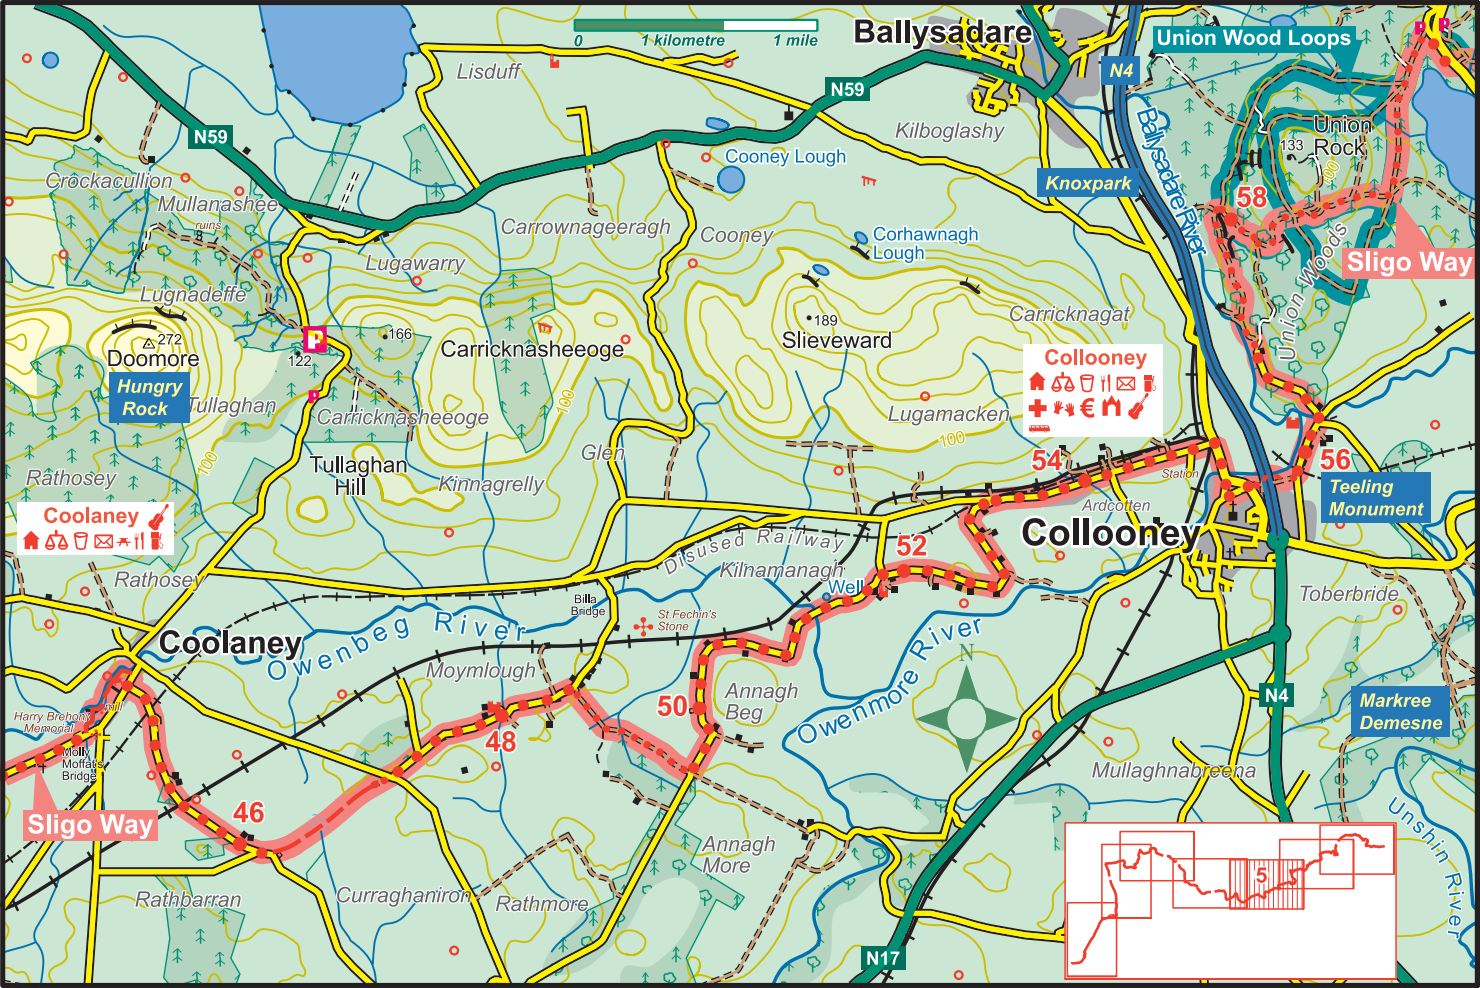 0
1 kilometre
1 mile
Ballysadare
N4
Union Wood Loops
P
P
Lisduff
N59
N59
Kilboglashy
Ballysadare River
Union
Rock
133
100
Crockacullion
Mullanashee
ruins
Cooney Lough
Knoxpark
58
Carrownageeragh
Cooney
Corhawnagh
Lough
Sligo Way
Lugawarry
Union Woods
Lugnadeffe
Carricknagat
189
Slieveward
P
166
122
272
Doomore
Carricknasheeoge
Collooney
€
Hungry
Rock
Tullaghan
P
Carricknasheeoge
100
Lugamacken
100
Glen
54
56
Station
Rathosey
100
Tullaghan
Hill
Kinnagrelly
Ardcotten
Teeling
Monument
Coolaney
Collooney
Disused Railway
52
Kilnamanagh
Well
Rathosey
Billa
Bridge
St.Fechin's
Stone
Toberbride
Coolaney
Owenbeg River
Owenmore River
N
Moymlough
50
Annagh
Beg
N4
Markree
Demesne
mill
Harry Brehony
Memorial
Molly
Moffat's
Bridge
48
Mullaghnabreena
Sligo Way
46
Annagh
More
Unshin River
5
Rathbarran
Curraghaniron
Rathmore
N17